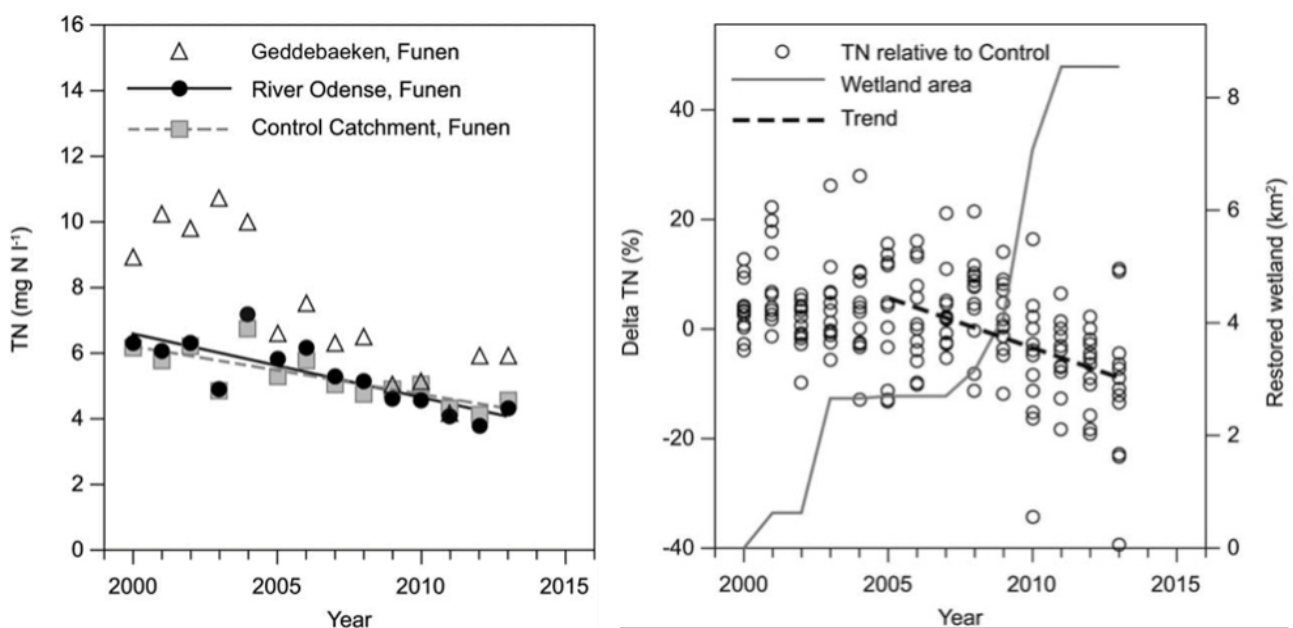 16
14
12
10
8
6
4
2
0
TN (mg N l-1)
Geddebaeken, Funen
River Odense, Funen
Control Catchment, Funen
2000 2005 2010 2015
Year
40
20
0
-20
-40
Delta TN (%)
TN relative to Control
Wetland area
Trend
8
6
4
2
0
Restored wetland (km2)
2000 2005 2010 2015
Year